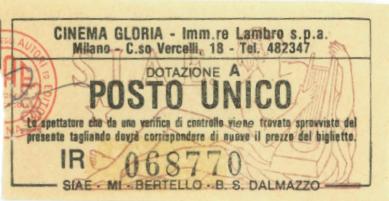 CINEMA GLORIA - Imm.re Lambro s.p.a.
Milano - C.so Vercelli, 18 - Tel. 482347
DOTAZIONE A
POSTO UNICO
Lo spettatore che da una verifica di controllo viene trovato sprovvisto del
presente tagliando dovrà corrispondere di nuovo il prezzo del biglietto.
IR 068770
SIAE - MI - BERTELLO - B. S. DALMAZZO -